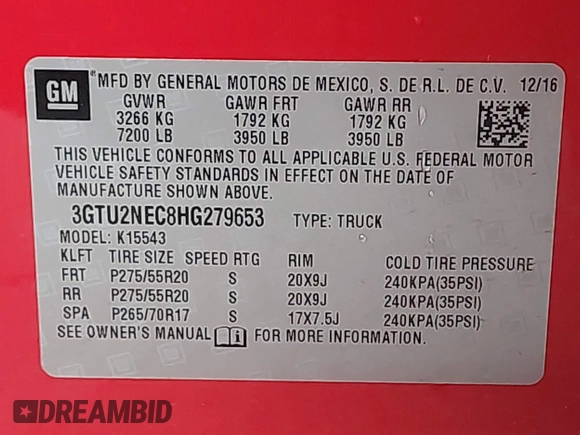 GM ® MFD BY GENERAL MOTORS DE MEXICO, S. DE R.L. DE C.V. 12/16
GVWR GAWR FRT GAWR RR
3266 KG 1792 KG 1792 KG
7200 LB 3950 LB 3950 LB
THIS VEHICLE CONFORMS TO ALL APPLICABLE U.S. FEDERAL MOTOR
VEHICLE SAFETY STANDARDS IN EFFECT ON THE DATE OF
MANUFACTURE SHOWN ABOVE.
3GTU2NEC8HG279653 TYPE: TRUCK
MODEL: K15543
KLFT TIRE SIZE SPEED RTG RIM COLD TIRE PRESSURE
FRT P275/55R20 S 20X9J 240KPA(35PSI)
RR P275/55R20 S 20X9J 240KPA(35PSI)
SPA P265/70R17 S 17X7.5J 240KPA(35PSI)
SEE OWNER'S MANUAL FOR MORE INFORMATION.
DREAMBID